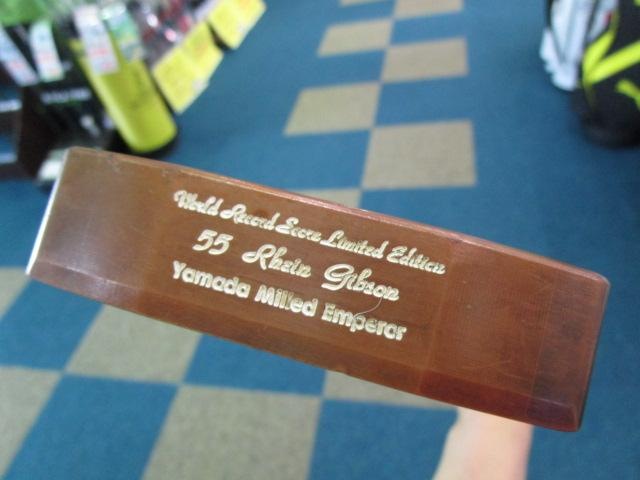 World Record Score Limited Edition
55 Rhein Gibson
Yamada Milled Emperor